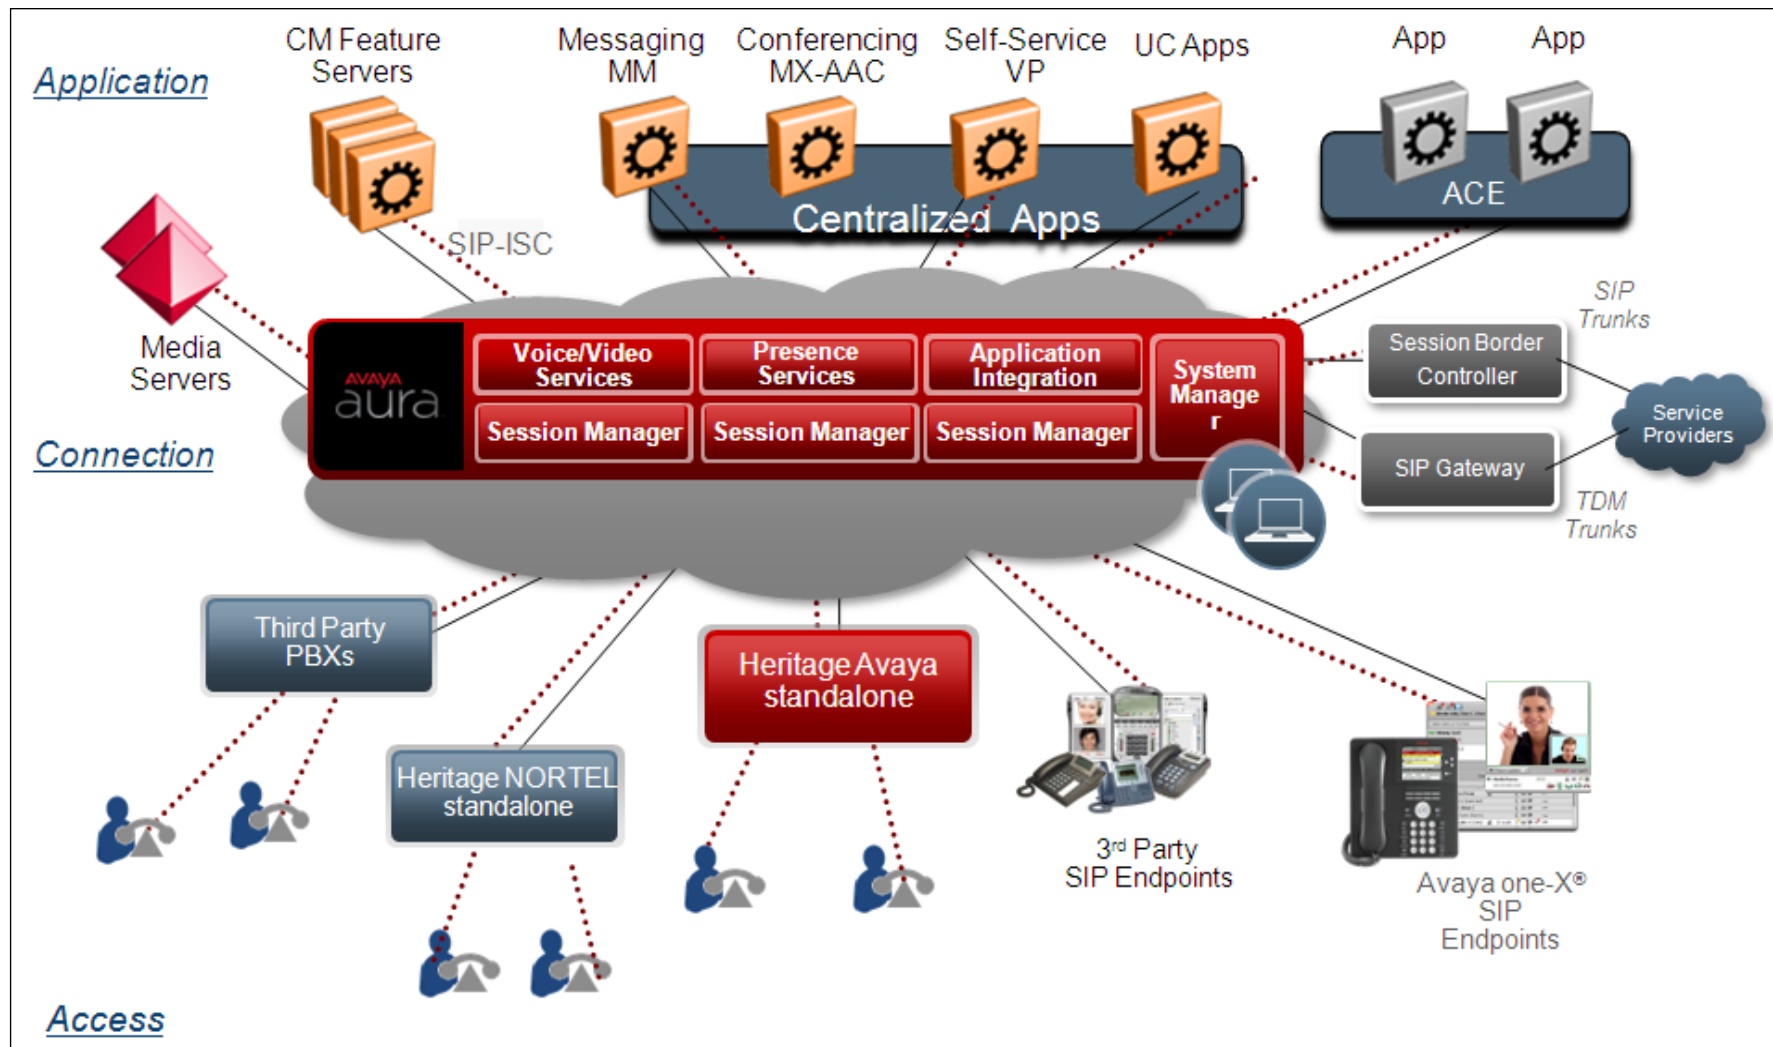 CM Feature
Servers
Messaging
MM
Conferencing
MX-AAC
Self-Service
VP
UC Apps
App
App
Application
Centralized Apps
ACE
SIP-ISC
Media
Servers
SIP
Trunks
AVAYA
aura
Voice/Video
Services
Presence
Services
Application
Integration
System
Manage
r
Session Manager
Session Manager
Session Manager
Session Border
Controller
Service
Providers
SIP Gateway
TDM
Trunks
Connection
Third Party
PBXs
Heritage Avaya
standalone
Heritage NORTEL
standalone
3rd Party
SIP Endpoints
Avaya one-X®
SIP
Endpoints
Access